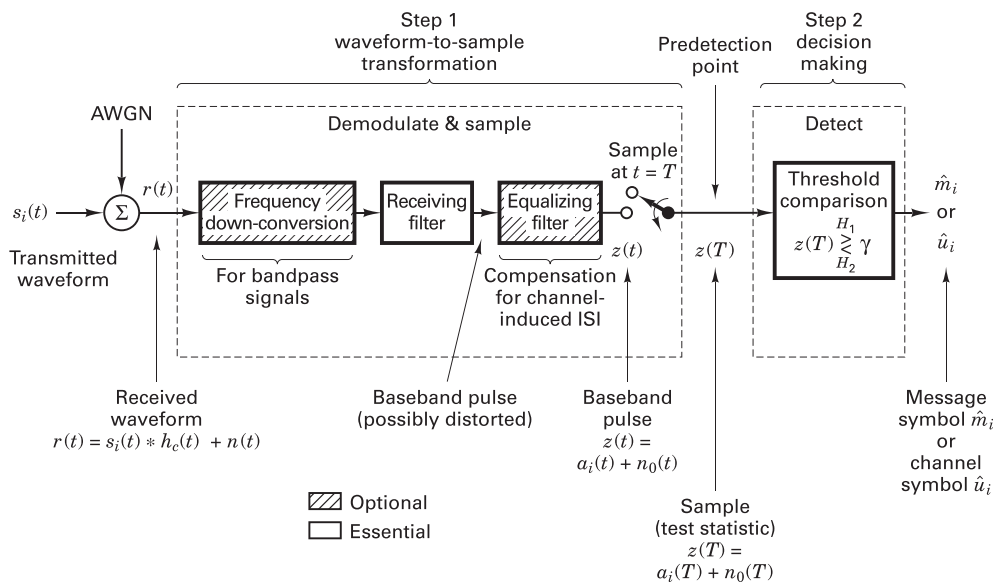 Step 1
waveform-to-sample
transformation
Predetection
point
Step 2
decision
making
AWGN
Demodulate & sample
Detect
Sample
at t = T
s_i(t)
Σ
r(t)
Frequency
down-conversion
Receiving
filter
Equalizing
filter
z(t)
z(T)
Threshold
comparison
H_1
z(T) ≷ γ
H_2
m̂_i
or
û_i
Transmitted
waveform
For bandpass
signals
Compensation
for channel-
induced ISI
Received
waveform
r(t) = s_i(t) * h_c(t) + n(t)
Baseband pulse
(possibly distorted)
Baseband
pulse
z(t) =
a_i(t) + n_0(t)
Message
symbol m̂_i
or
channel
symbol û_i
Optional
Essential
Sample
(test statistic)
z(T) =
a_i(T) + n_0(T)